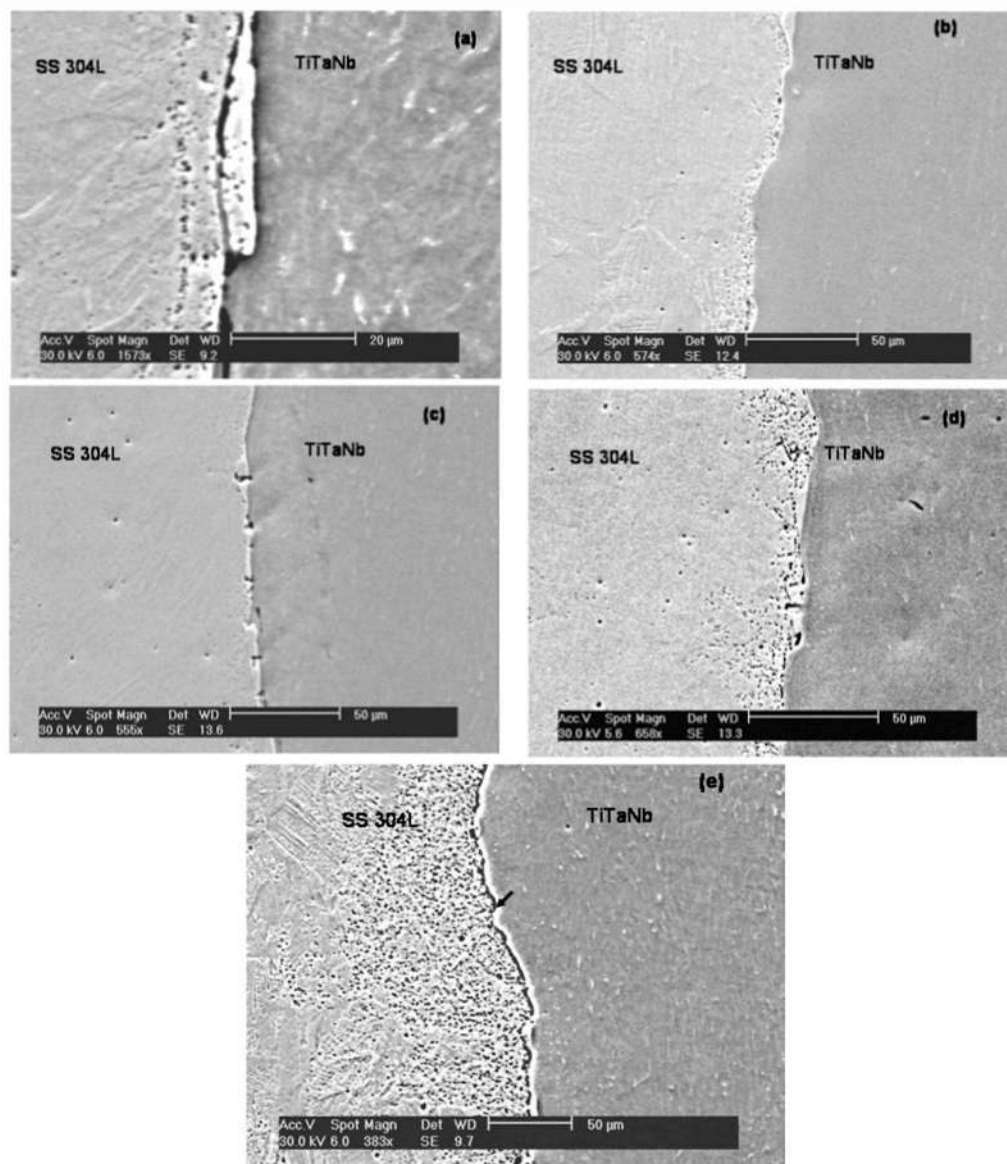 (a)
SS 304L TiTaNb
Acc.V Spot Magn Det WD 20 µm
30.0 kV 6.0 1573x SE 9.2
(b)
SS 304L TiTaNb
Acc.V Spot Magn Det WD 50 µm
30.0 kV 6.0 574x SE 12.4
(c)
SS 304L TiTaNb
Acc.V Spot Magn Det WD 50 µm
30.0 kV 6.0 555x SE 13.6
(d)
SS 304L TiTaNb
Acc.V Spot Magn Det WD 50 µm
30.0 kV 5.6 658x SE 13.3
(e)
SS 304L TiTaNb
Acc.V Spot Magn Det WD 50 µm
30.0 kV 6.0 383x SE 9.7